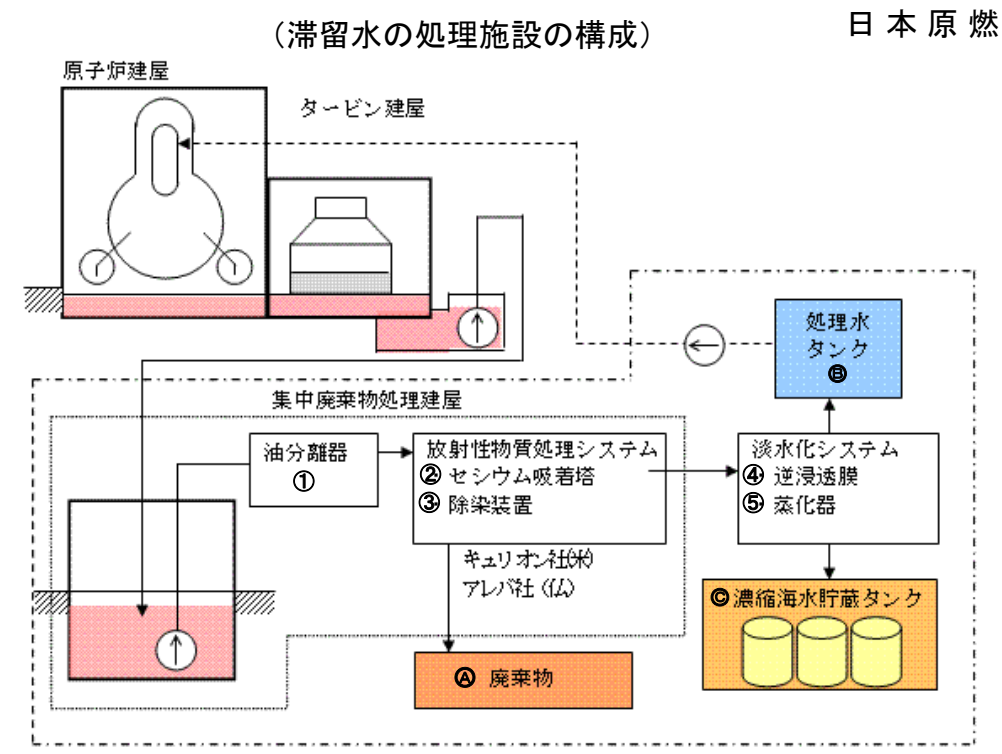 （滞留水の処理施設の構成）
日本原燃
原子炉建屋
タービン建屋
処理水
タンク
Ⓑ
集中廃棄物処理建屋
油分離器
①
放射性物質処理システム
② セシウム吸着塔
③ 除染装置
淡水化システム
④ 逆浸透膜
⑤ 蒸化器
キュリオン社(米)
アレバ社（仏）
Ⓒ濃縮海水貯蔵タンク
Ⓐ 廃棄物